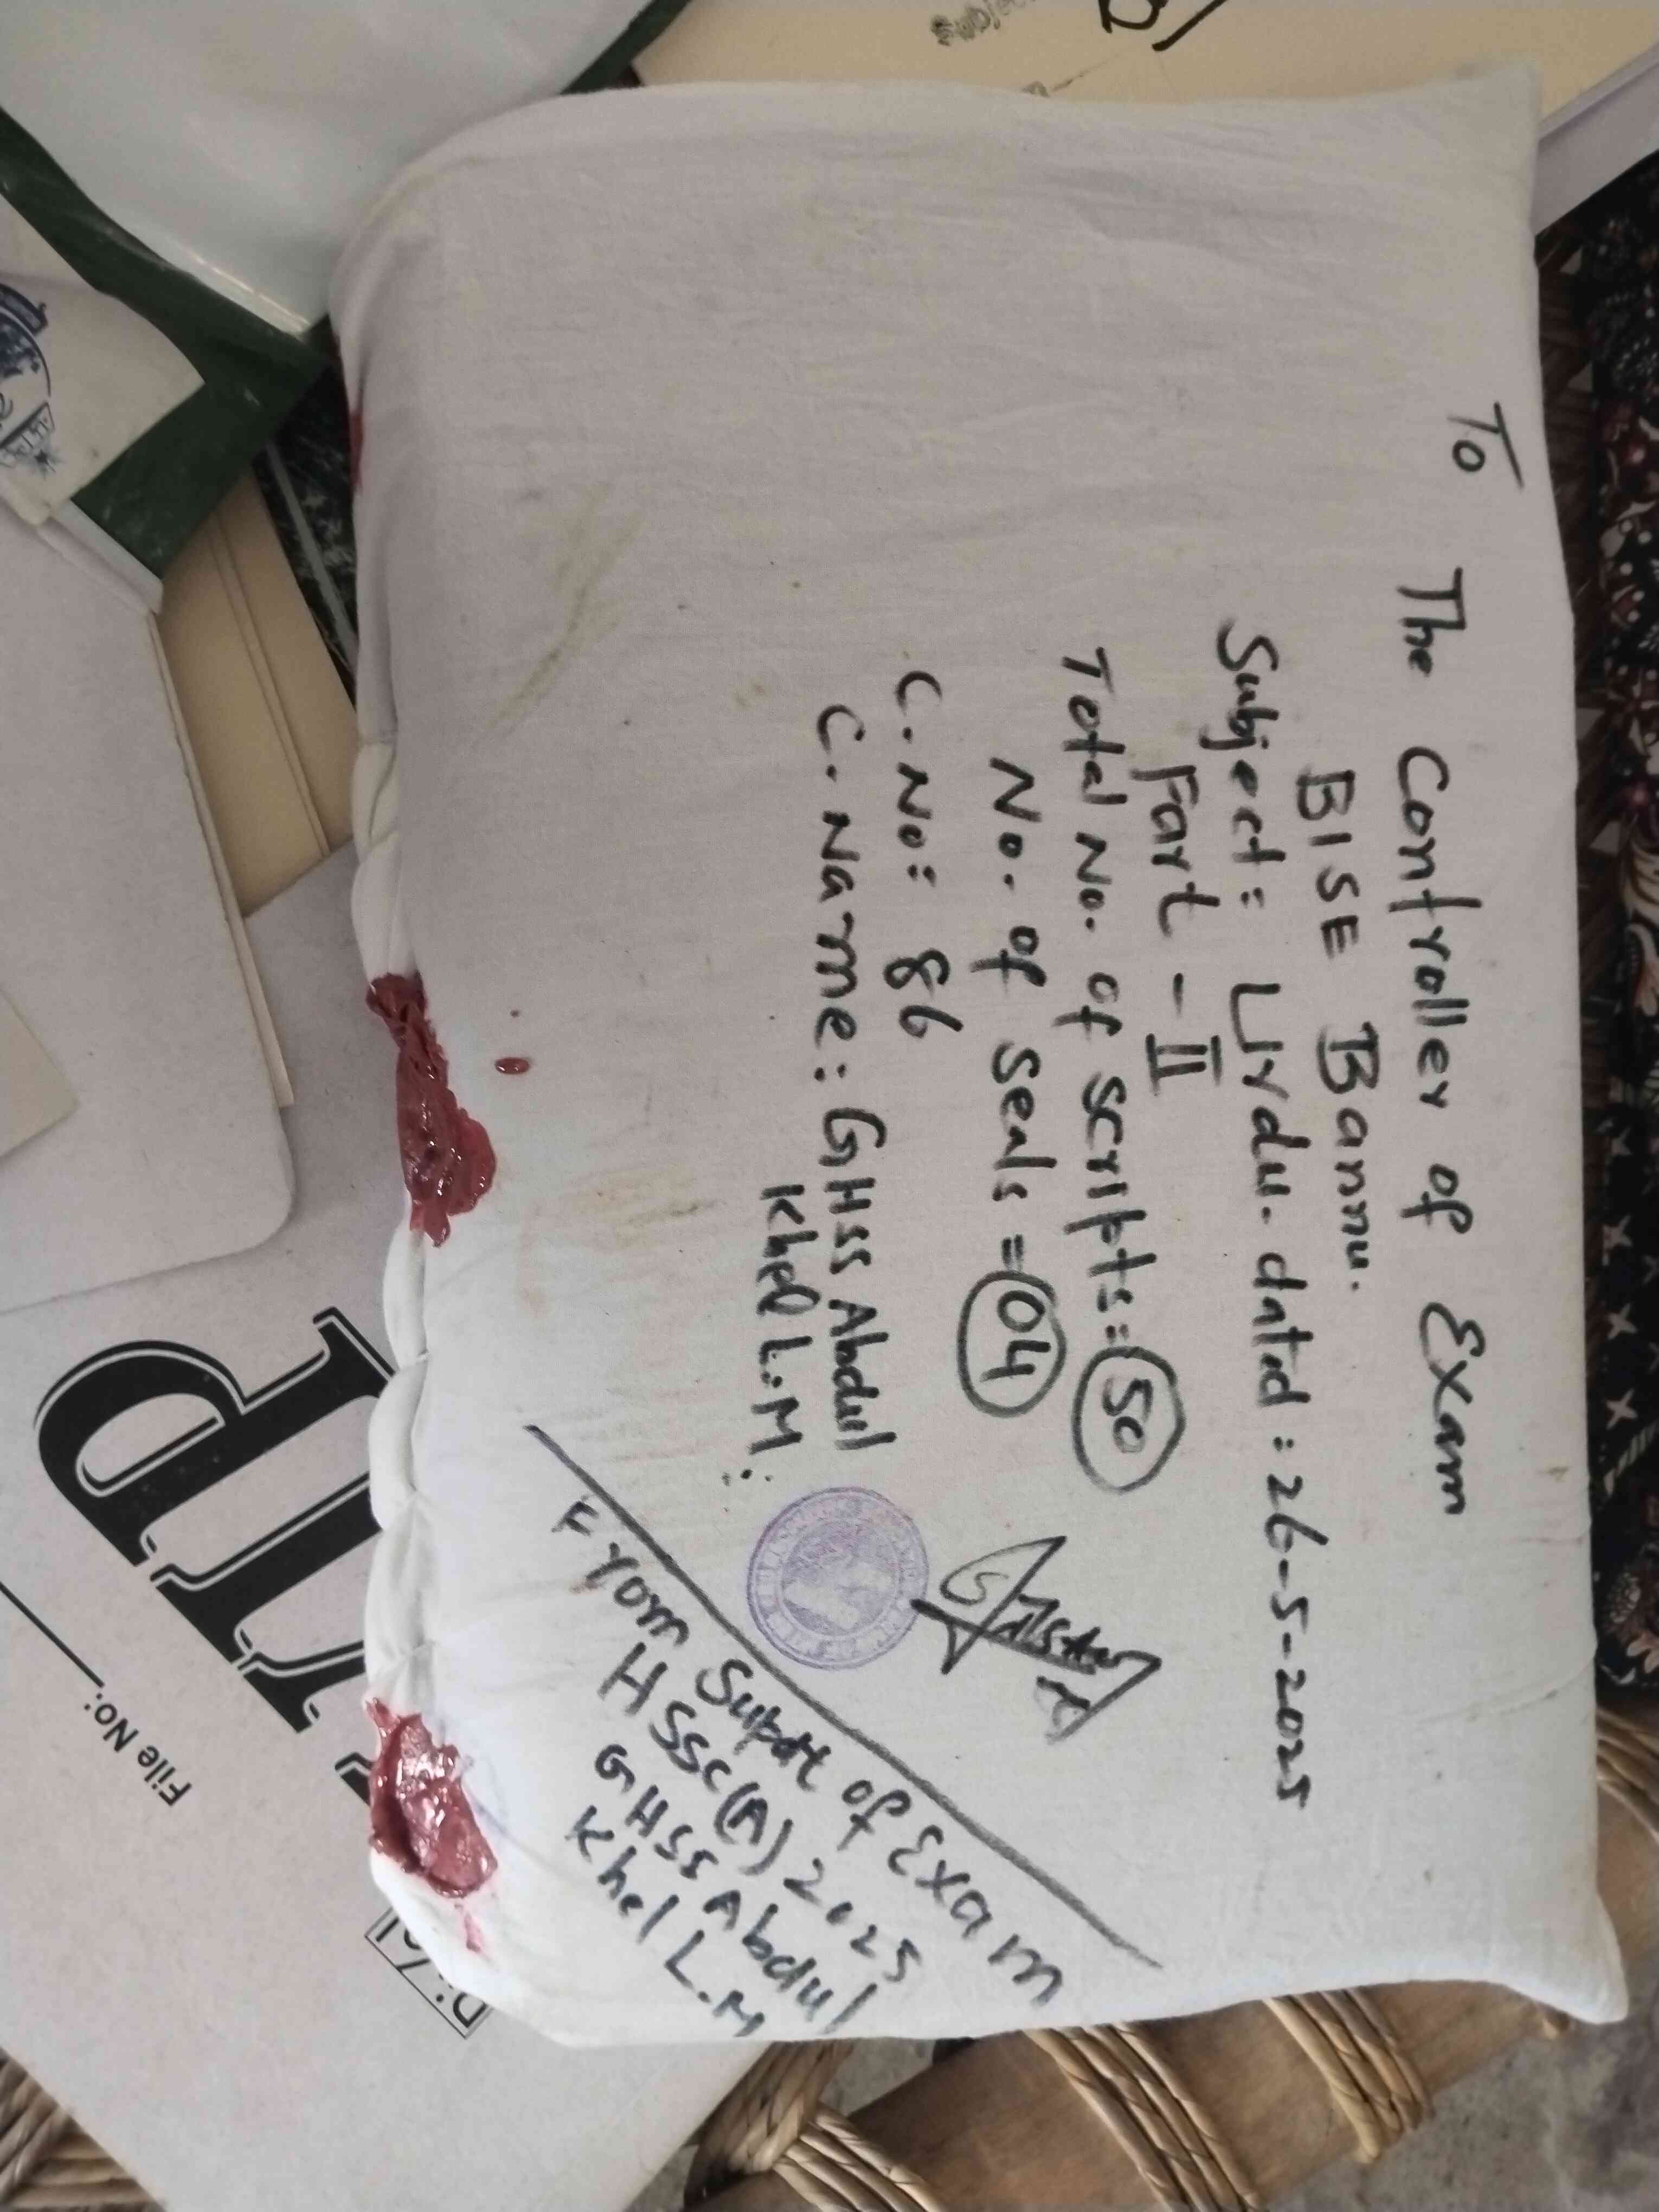 To
The Controller of Exam
BISE Bannu.
Subject: Urdu. dated: 26-5-2025
Part - II
Total No. of scripts = 50
No. of Seals = 04
C. No: 86
C. Name: GHSS Abdul
Khel L.M.
From Supdt of Exam
HSSC(A) 2025
GHSS Abdul
Khel L.M
File No: